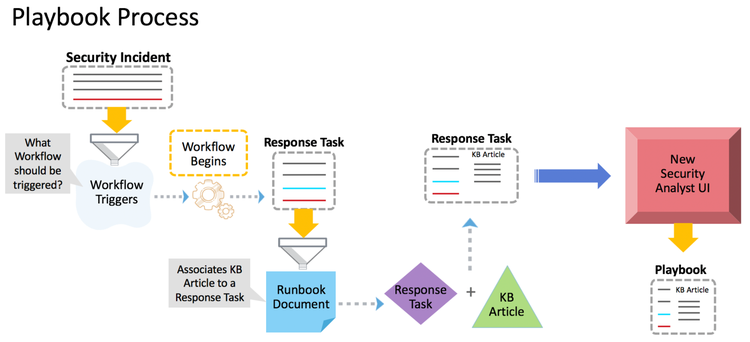 Playbook Process
Security Incident
What
Workflow
should be
triggered?
Workflow
Triggers
Workflow
Begins
Response Task
Associates KB
Article to a
Response Task
Runbook
Document
Response
Task
+
KB
Article
Response Task
KB Article
New
Security
Analyst UI
Playbook
KB Article